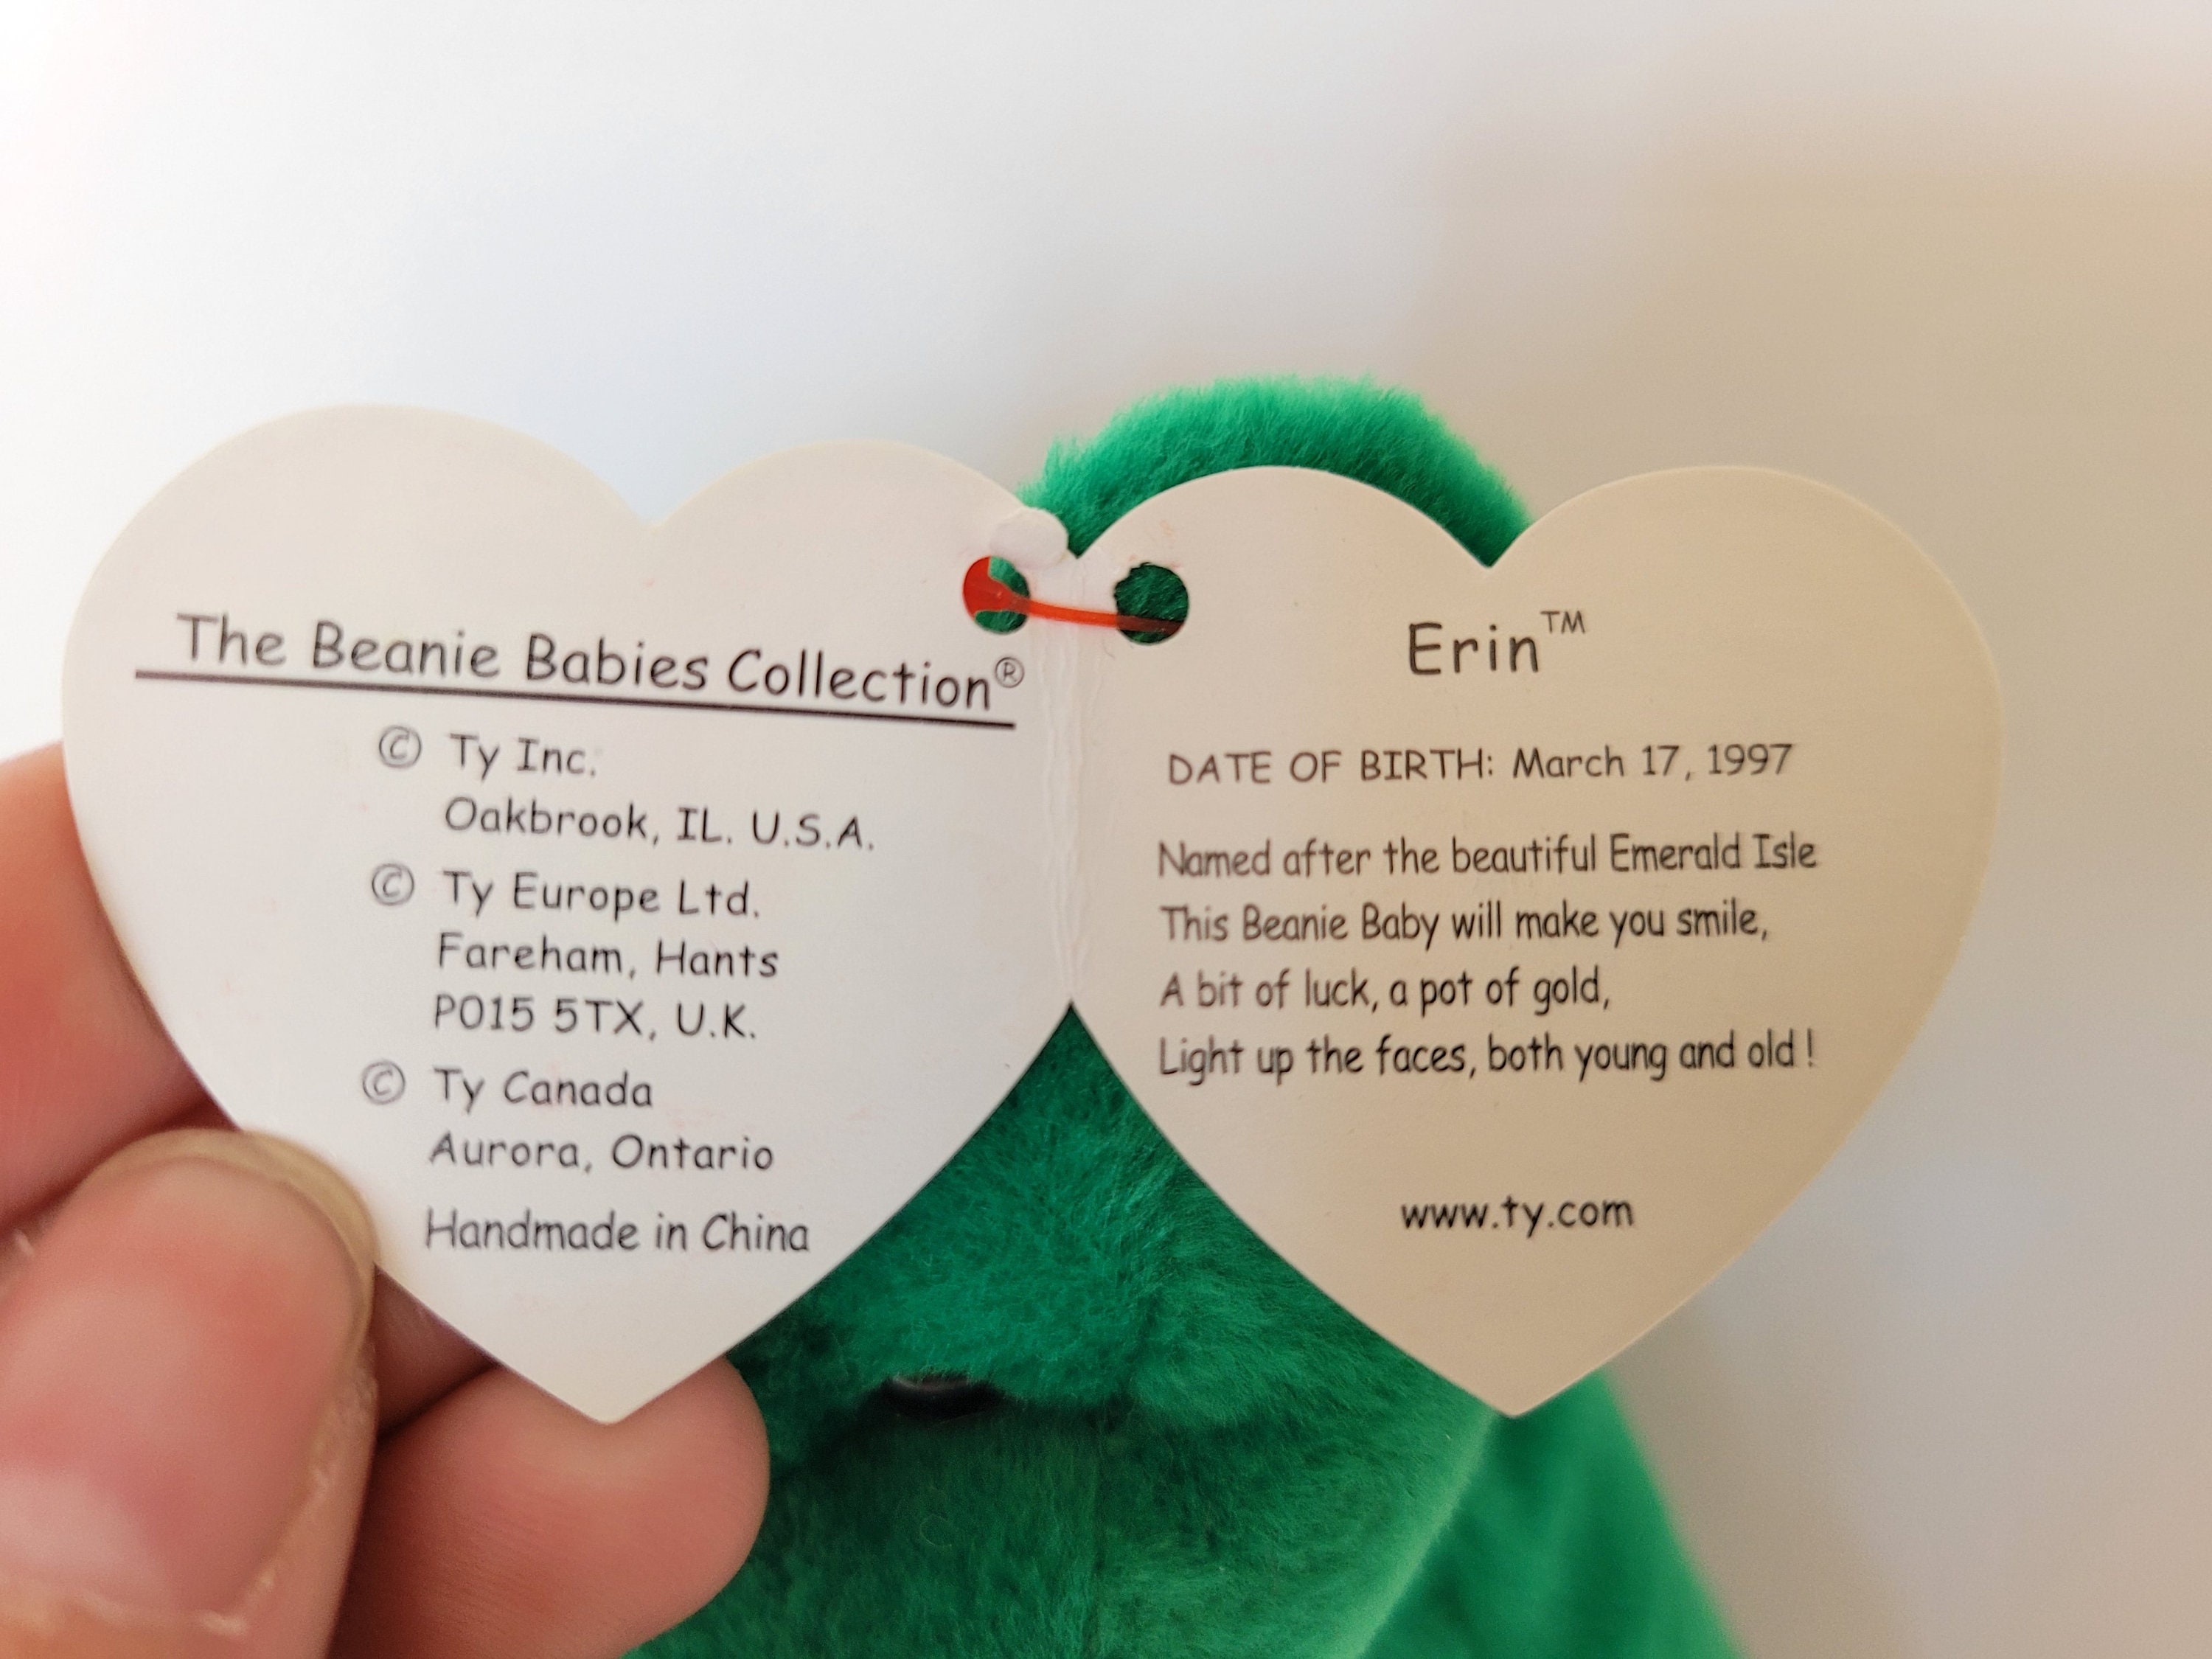 The Beanie Babies Collection®
© Ty Inc.
Oakbrook, IL. U.S.A.
© Ty Europe Ltd.
Fareham, Hants
P015 5TX, U.K.
© Ty Canada
Aurora, Ontario
Handmade in China
Erin™
DATE OF BIRTH: March 17, 1997
Named after the beautiful Emerald Isle
This Beanie Baby will make you smile,
A bit of luck, a pot of gold,
Light up the faces, both young and old!
www.ty.com